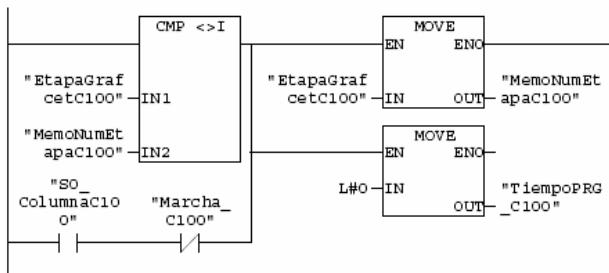 CMP <>I
MOVE
EN ENO
"EtapaGraf
cetC100"
IN1
"EtapaGraf
cetC100"
IN
OUT
"MemoNumEt
apaC100"
"MemoNumEt
apaC100"
IN2
MOVE
EN ENO
L#0
IN
OUT
"TiempoPRG
_C100"
"S0_
ColumnaC10
0"
"Marcha_
C100"